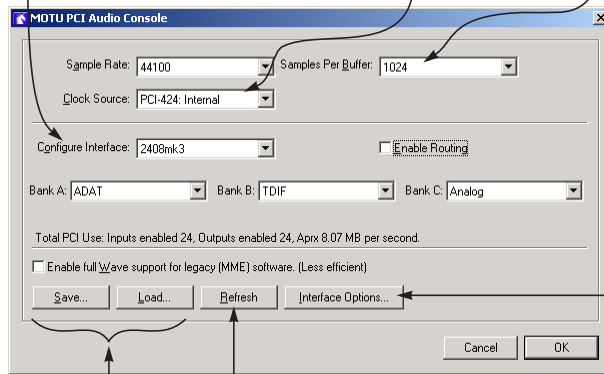 MOTU PCI Audio Console
Sample Rate: 44100 Samples Per Buffer: 1024
Clock Source: PCI-424: Internal
Configure Interface: 2408mk3 Enable Routing
Bank A: ADAT Bank B: TDIF Bank C: Analog
Total PCI Use: Inputs enabled 24, Outputs enabled 24, Aprx 8.07 MB per second.
Enable full Wave support for legacy (MME) software. (Less efficient)
Save... Load... Refresh Interface Options...
Cancel OK